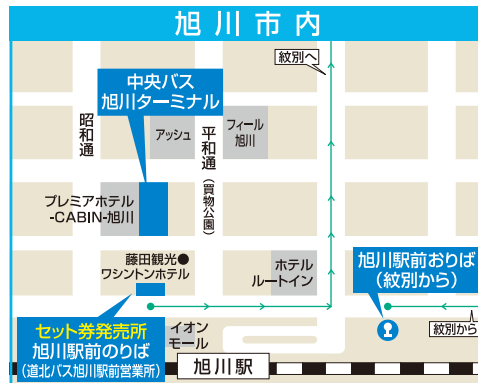 旭川市内
紋別へ
中央バス
旭川ターミナル
昭和通
アッシュ
平和通
(買物公園)
フィール
旭川
プレミアホテル
-CABIN-旭川
藤田観光
ワシントンホテル
ホテル
ルートイン
旭川駅前おりば
(紋別から)
セット券発売所
旭川駅前のりば
(道北バス旭川駅前営業所)
イオン
モール
紋別から
旭川駅